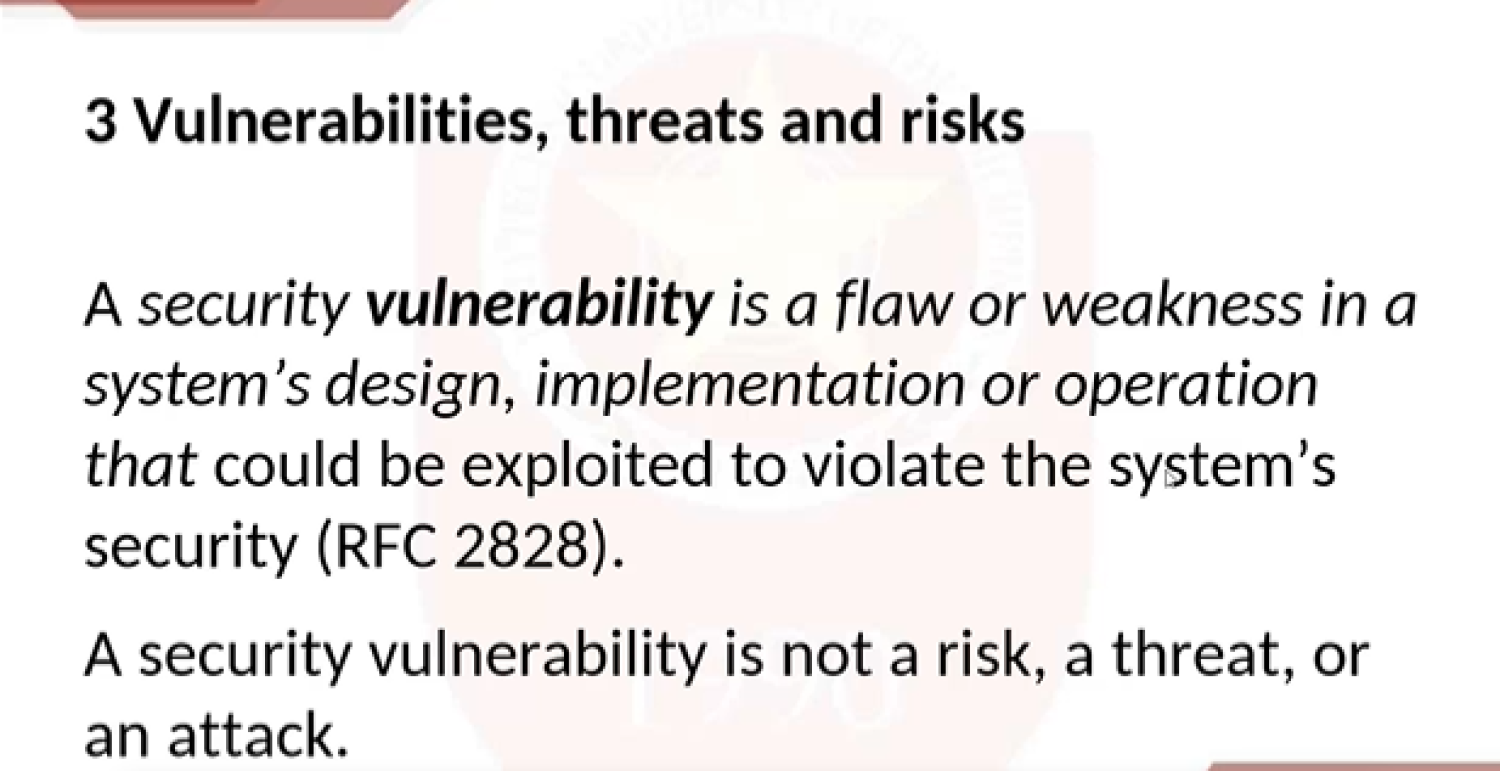 3 Vulnerabilities, threats and risks
A security vulnerability is a flaw or weakness in a
system’s design, implementation or operation
that could be exploited to violate the system’s
security (RFC 2828).
A security vulnerability is not a risk, a threat, or
an attack.
1990